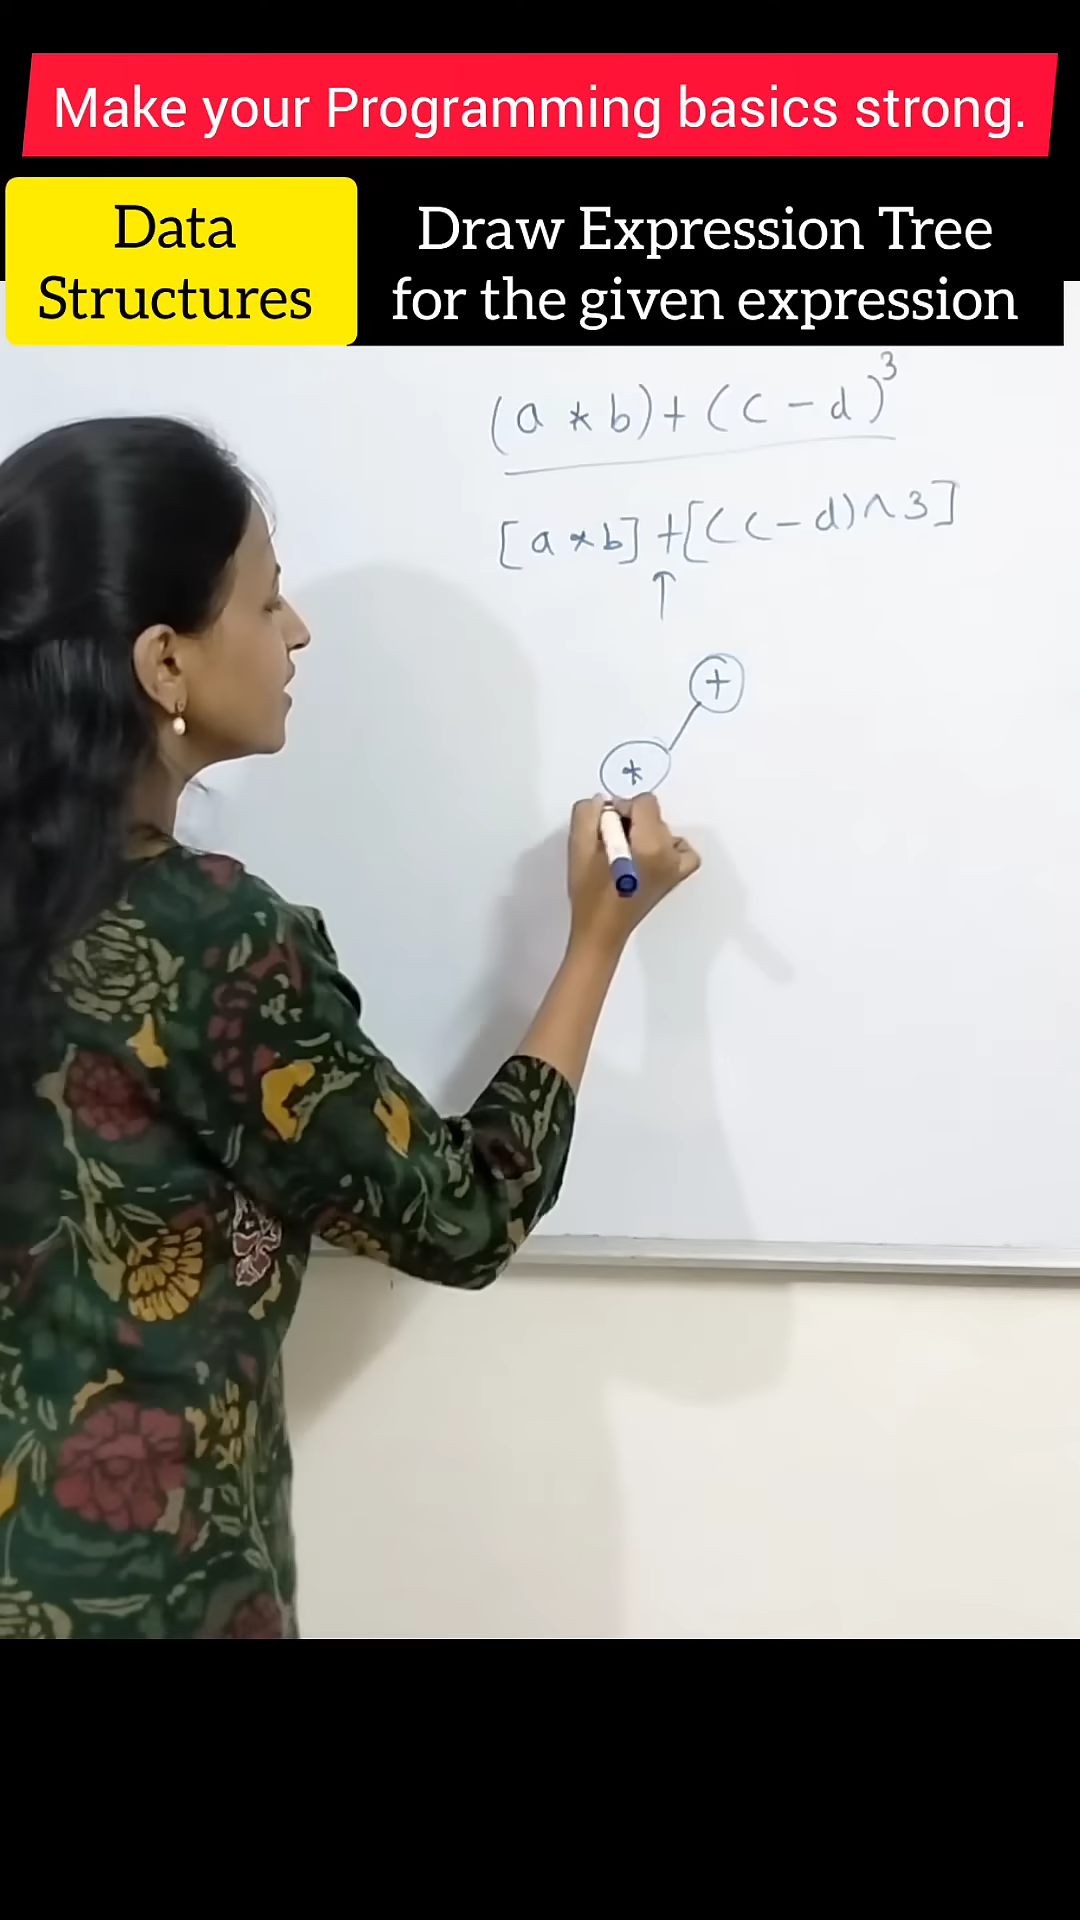 Make your Programming basics strong.
Data
Structures
Draw Expression Tree
for the given expression
(a * b) + (c - d)³
[a * b] + [(c - d) ^ 3]
↑
+
*